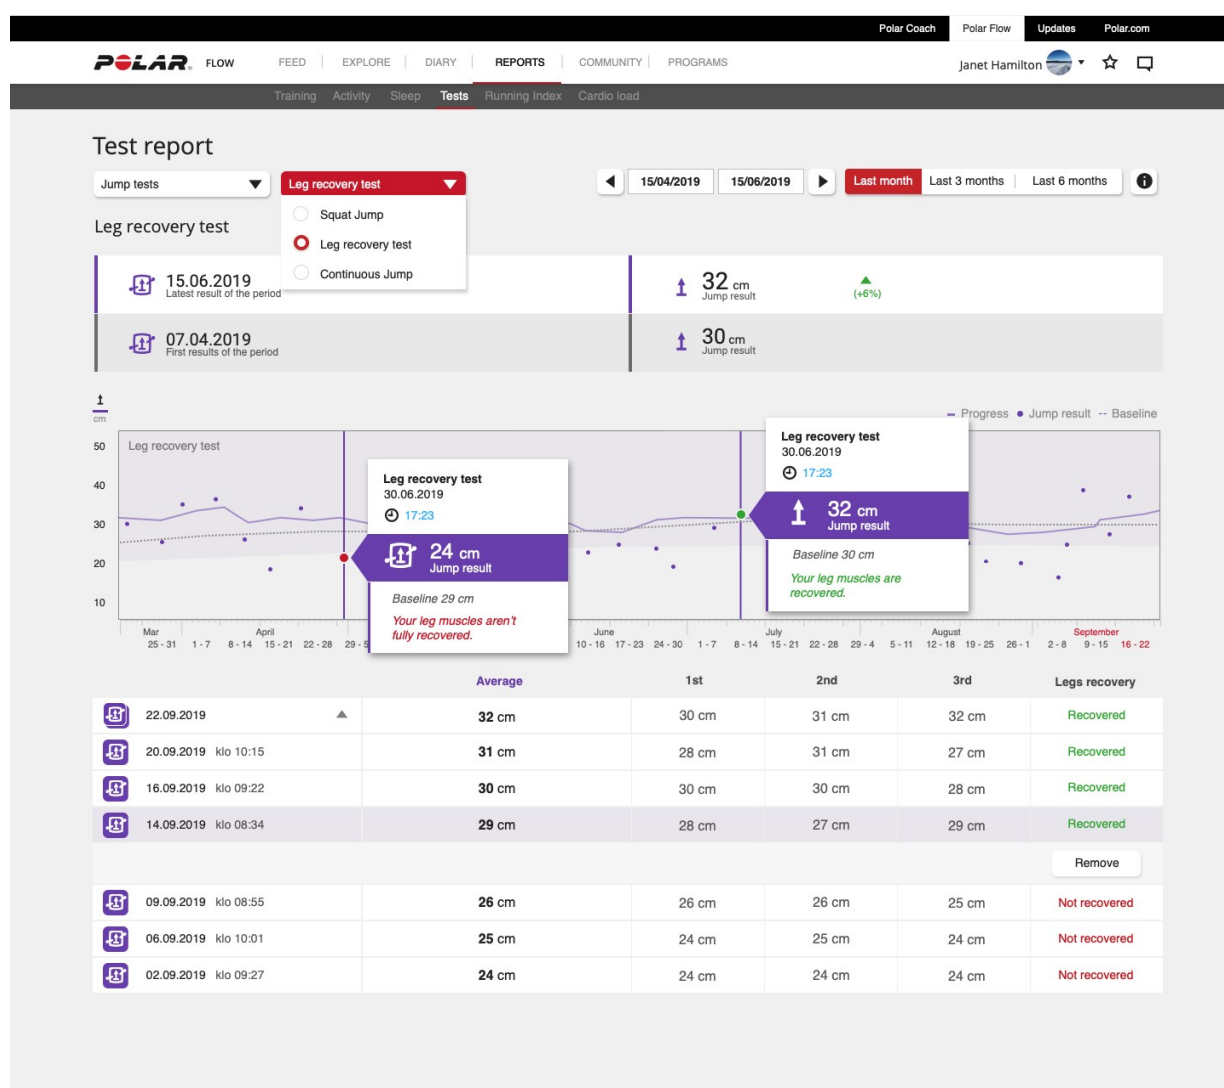 Polar Coach Polar Flow Updates Polar.com
POLAR FLOW FEED EXPLORE DIARY REPORTS COMMUNITY PROGRAMS Janet Hamilton
Training Activity Sleep Tests Running Index Cardio load
Test report
Jump tests Leg recovery test 15/04/2019 15/06/2019 Last month Last 3 months Last 6 months
Squat Jump
Leg recovery test
Continuous Jump
Leg recovery test
15.06.2019
Latest result of the period
32 cm
Jump result
(+6%)
07.04.2019
First results of the period
30 cm
Jump result
cm
Progress Jump result Baseline
50
40
30
20
10
Leg recovery test
Leg recovery test
30.06.2019
17:23
24 cm
Jump result
Baseline 29 cm
Your leg muscles aren't
fully recovered.
Leg recovery test
30.06.2019
17:23
32 cm
Jump result
Baseline 30 cm
Your leg muscles are
recovered.
Mar April June July August September
25 - 31 1 - 7 8 - 14 15 - 21 22 - 28 10 - 16 17 - 23 24 - 30 1 - 7 8 - 14 15 - 21 22 - 28 29 - 4 5 - 11 12 - 18 19 - 25 26 - 1 2 - 8 9 - 15 16 - 22
Average 1st 2nd 3rd Legs recovery
22.09.2019 32 cm 30 cm 31 cm 32 cm Recovered
20.09.2019 klo 10:15 31 cm 28 cm 31 cm 27 cm Recovered
16.09.2019 klo 09:22 30 cm 30 cm 30 cm 28 cm Recovered
14.09.2019 klo 08:34 29 cm 28 cm 27 cm 29 cm Recovered
Remove
09.09.2019 klo 08:55 26 cm 26 cm 26 cm 25 cm Not recovered
06.09.2019 klo 10:01 25 cm 24 cm 25 cm 24 cm Not recovered
02.09.2019 klo 09:27 24 cm 24 cm 24 cm 24 cm Not recovered